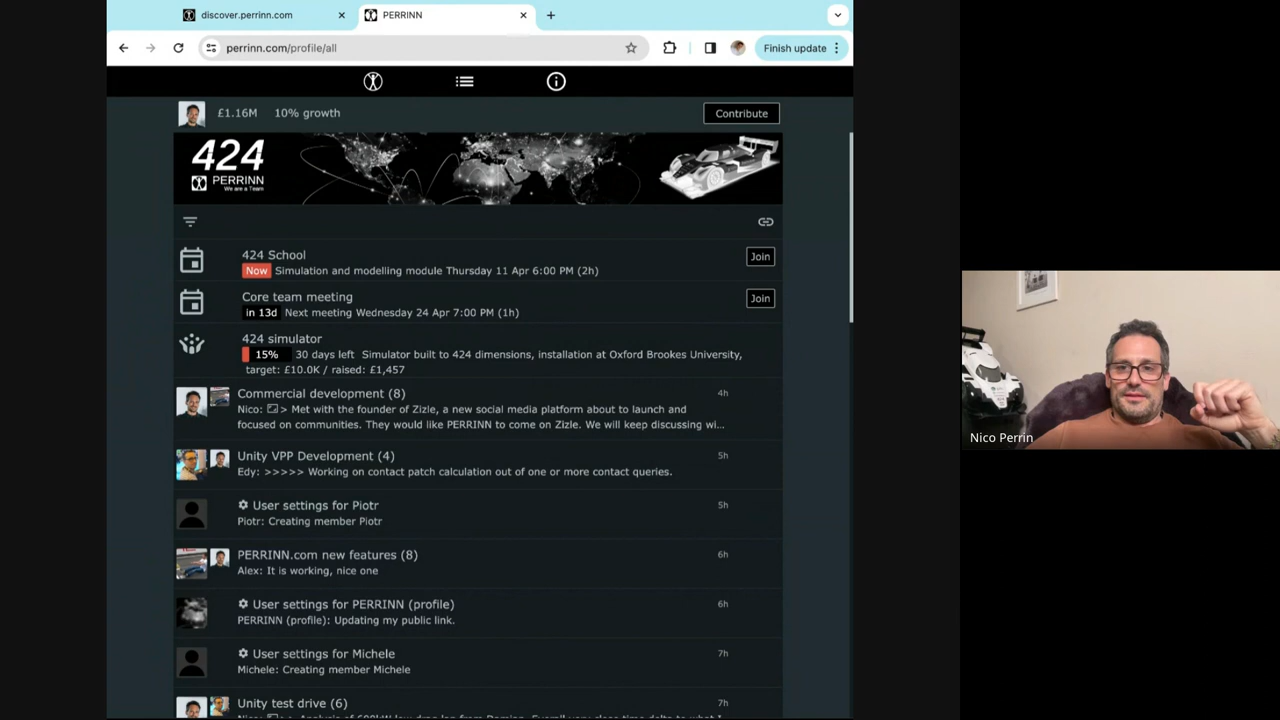 discover.perrinn.com
PERRINN
perrinn.com/profile/all
Finish update
£1.16M 10% growth
Contribute
424
PERRINN
We are a Team
424 School
Now Simulation and modelling module Thursday 11 Apr 6:00 PM (2h)
Join
Core team meeting
in 13d Next meeting Wednesday 24 Apr 7:00 PM (1h)
Join
424 simulator
15% 30 days left Simulator built to 424 dimensions, installation at Oxford Brookes University,
target: £10.0K / raised: £1,457
Commercial development (8)
4h
Nico: > Met with the founder of Zizle, a new social media platform about to launch and
focused on communities. They would like PERRINN to come on Zizle. We will keep discussing wi...
Unity VPP Development (4)
5h
Edy: >>>>> Working on contact patch calculation out of one or more contact queries.
User settings for Piotr
5h
Piotr: Creating member Piotr
PERRINN.com new features (8)
6h
Alex: It is working, nice one
User settings for PERRINN (profile)
6h
PERRINN (profile): Updating my public link.
User settings for Michele
7h
Michele: Creating member Michele
Unity test drive (6)
7h
Nico Perrin